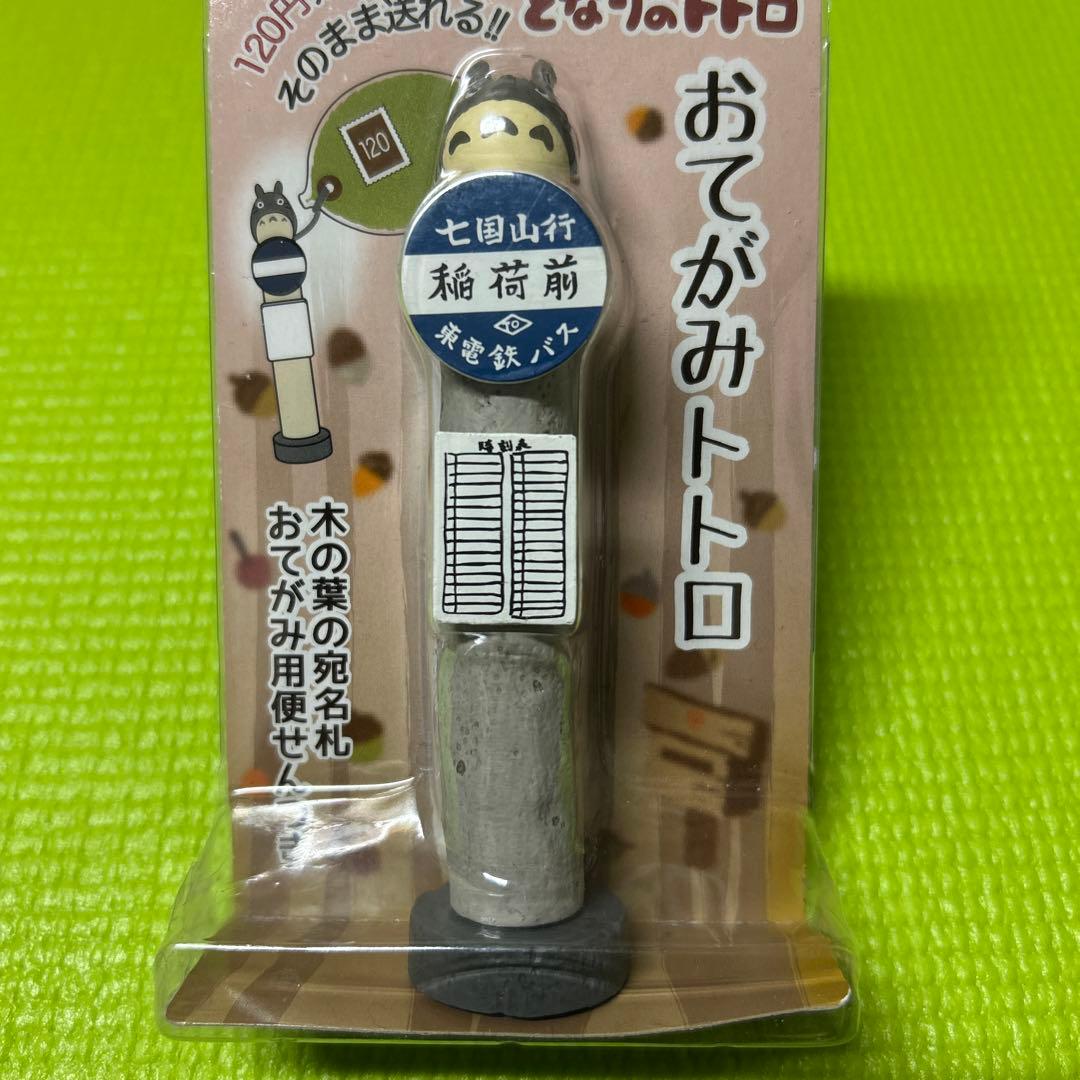 120円
そのまま送れる!!
となりのトトロ
120
おてがみトトロ
七国山行
稲荷前
TO
東電鉄バス
時刻表
木の葉の宛名札
おてがみ用便せん